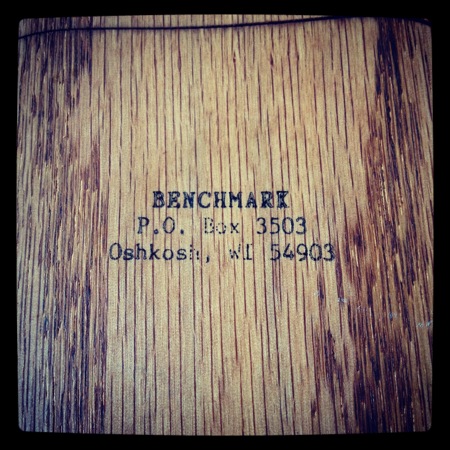 BENCHMARK
P.O. Box 3503
Oshkosh, WI 54903